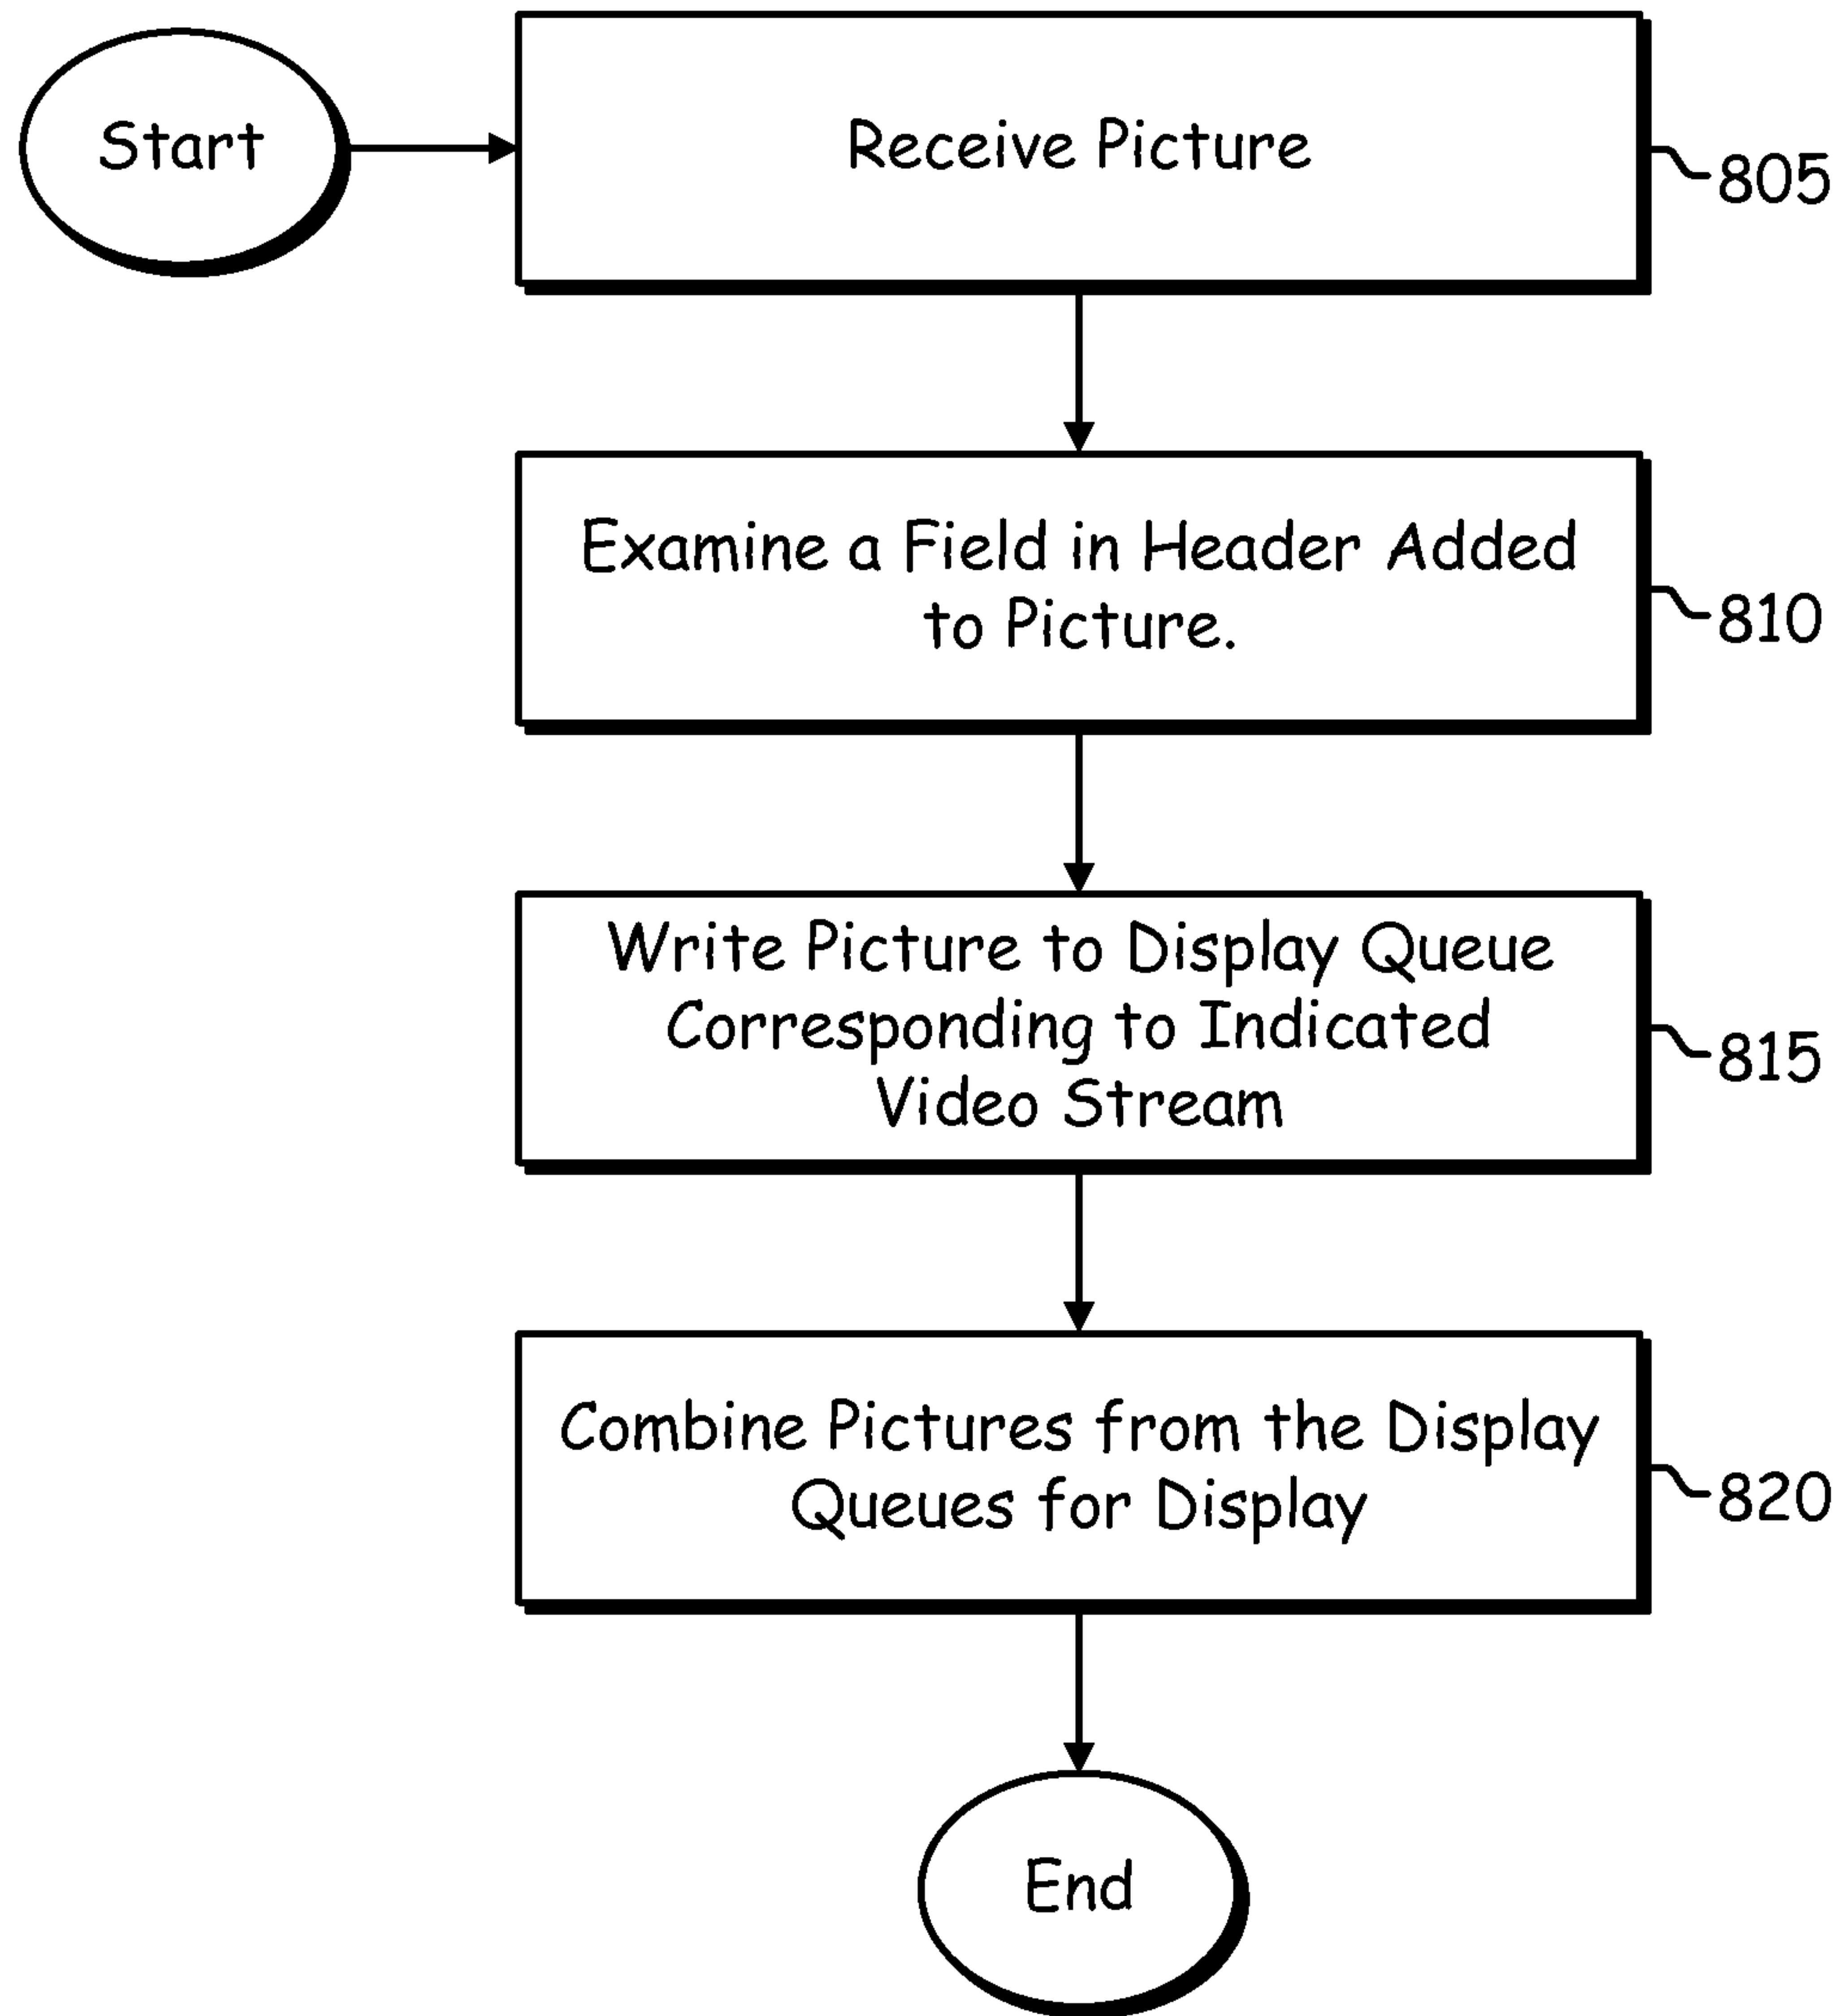 Start
Receive Picture
805
Examine a Field in Header Added
to Picture.
810
Write Picture to Display Queue
Corresponding to Indicated
Video Stream
815
Combine Pictures from the Display
Queues for Display
820
End